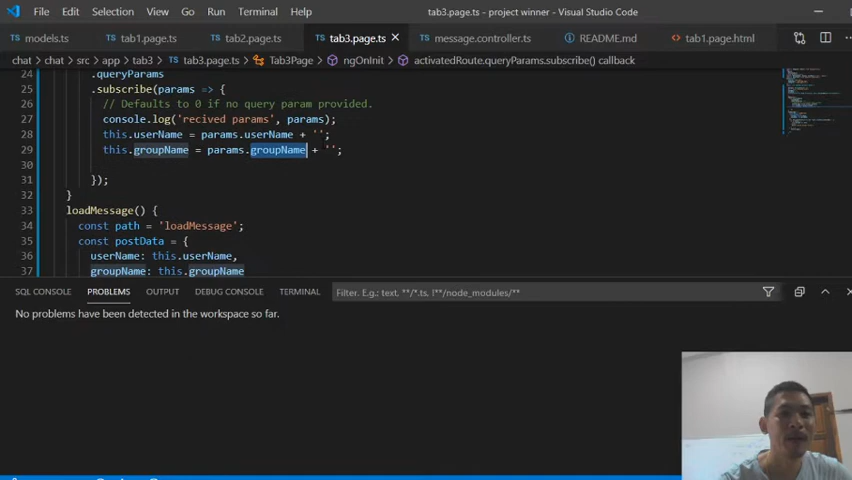 File Edit Selection View Go Run Terminal Help tab3.page.ts - project winner - Visual Studio Code
models.ts tab1.page.ts tab2.page.ts tab3.page.ts message.controller.ts README.md tab1.page.html
chat > chat > src > app > tab3 > tab3.page.ts > Tab3Page > ngOnInit > activatedRoute.queryParams.subscribe() callback
24 .queryParams
25 .subscribe(params => {
26 // Defaults to 0 if no query param provided.
27 console.log('recived params', params);
28 this.userName = params.userName + '';
29 this.groupName = params.groupName + '';
30
31 });
32 }
33 loadMessage() {
34 const path = 'loadMessage';
35 const postData = {
36 userName: this.userName,
37 groupName: this.groupName
SQL CONSOLE PROBLEMS OUTPUT DEBUG CONSOLE TERMINAL Filter. E.g.: text, **/*.ts, !**/node_modules/**
No problems have been detected in the workspace so far.